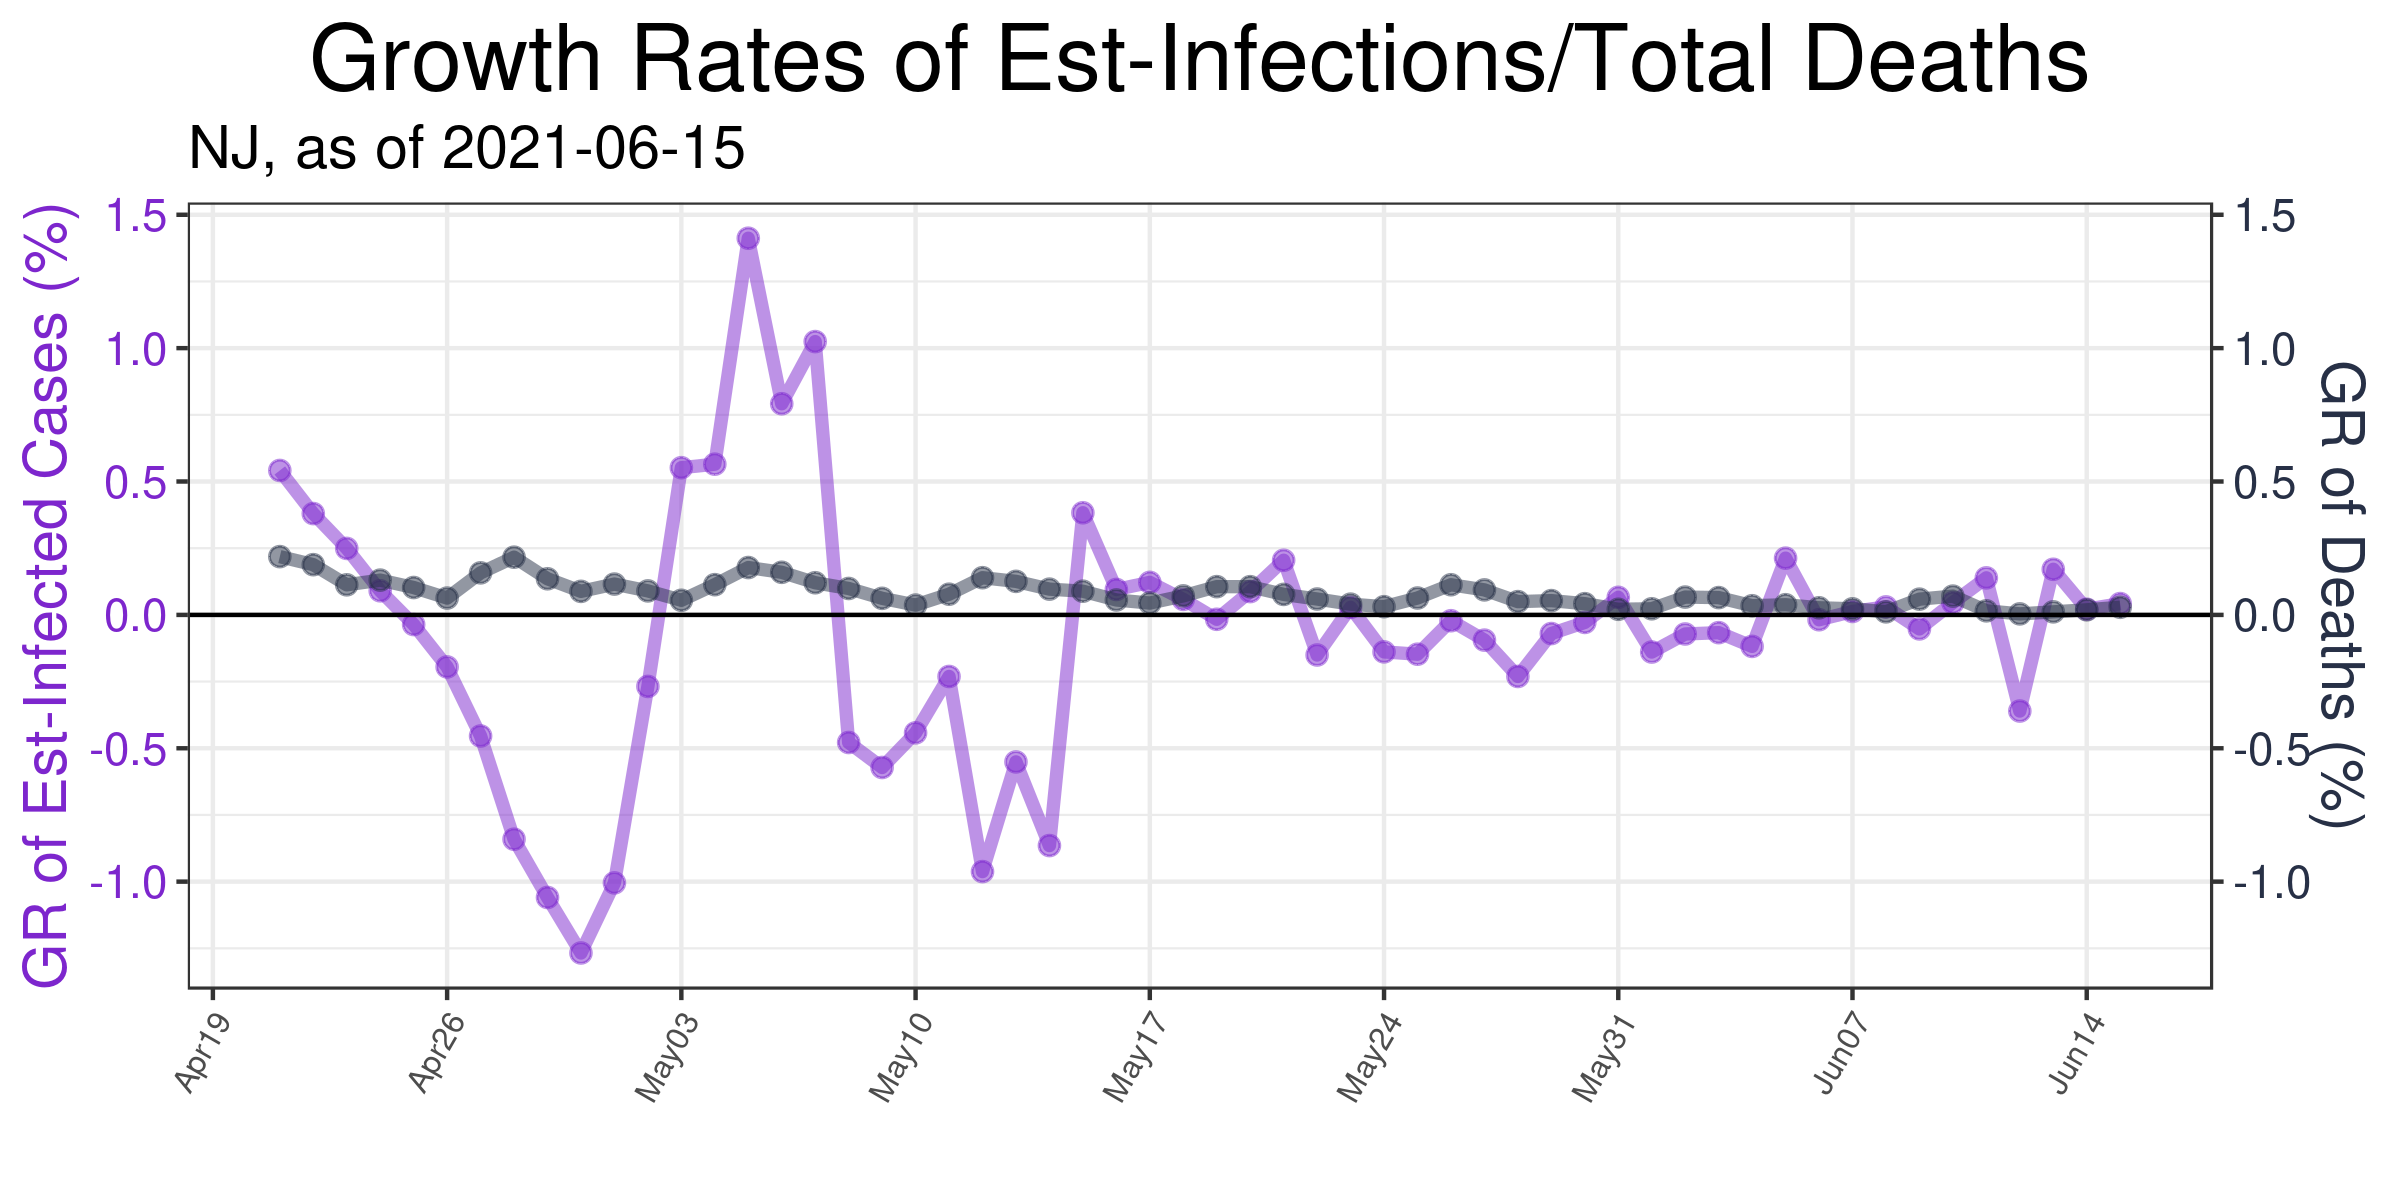 Growth Rates of Est-Infections/Total Deaths
NJ, as of 2021-06-15
GR of Est-Infected Cases (%)
1.5
1.0
0.5
0.0
-0.5
-1.0
1.5
1.0
0.5
0.0
-0.5
-1.0
GR of Deaths (%)
Apr19
Apr26
May03
May10
May17
May24
May31
Jun07
Jun14